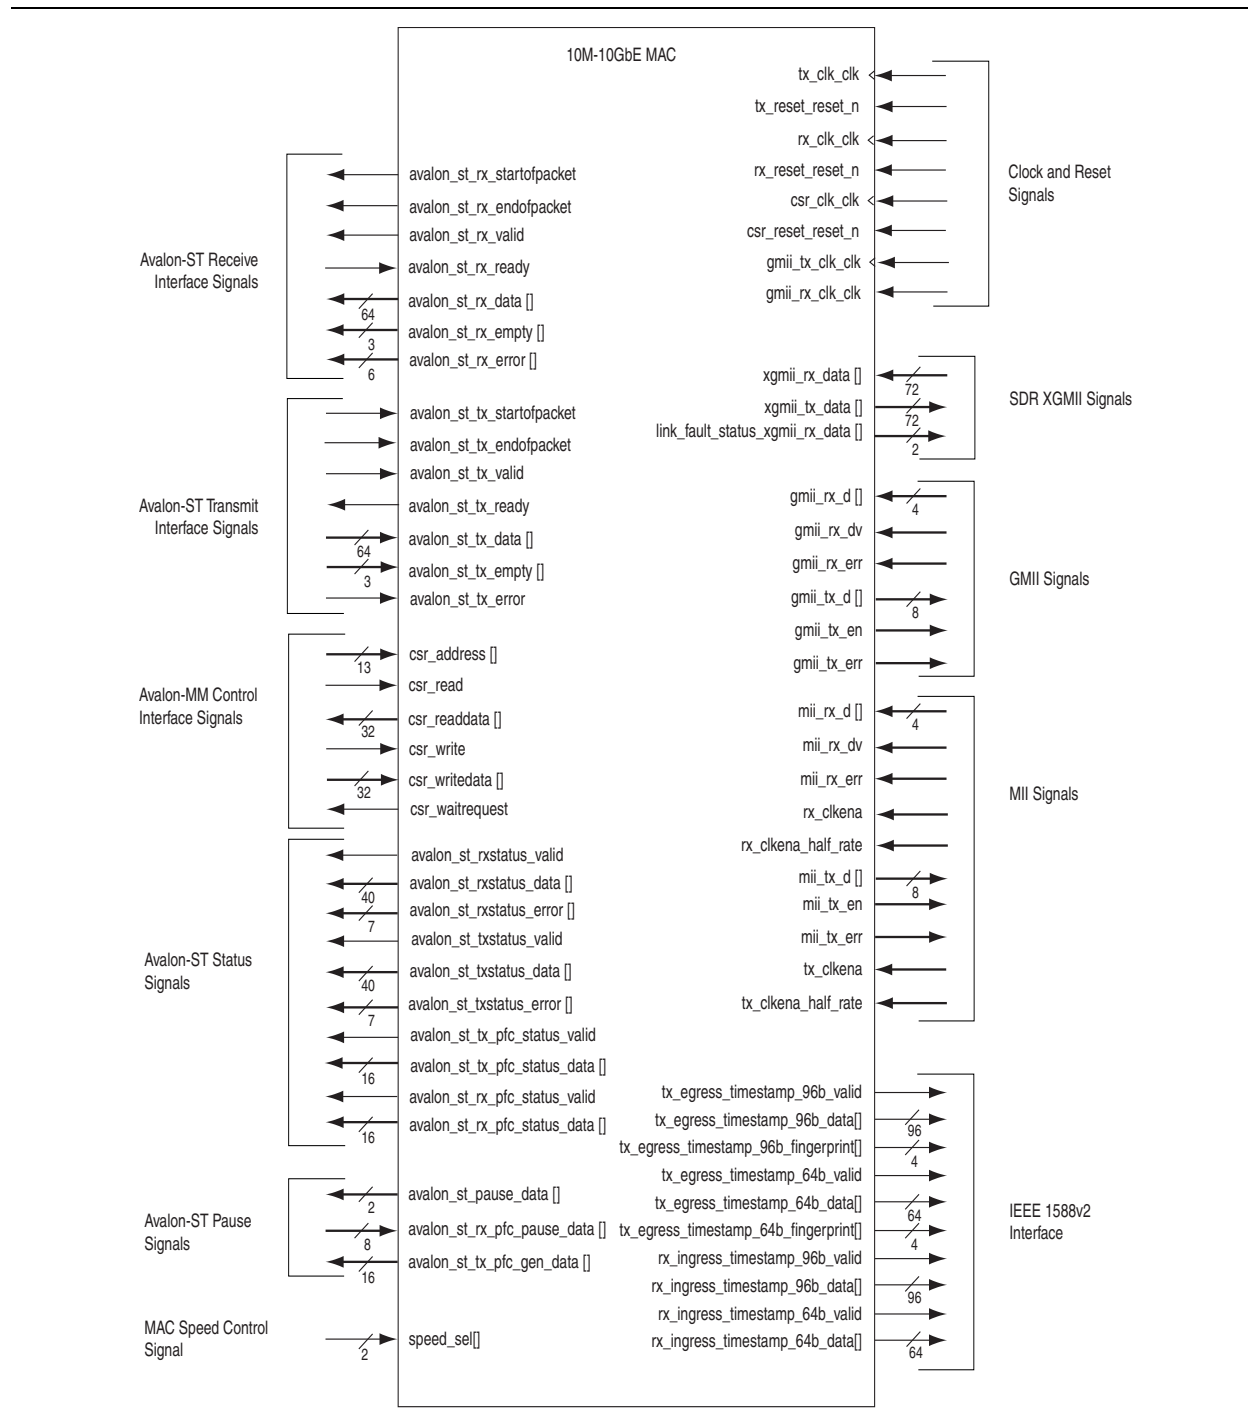 10M-10GbE MAC
Avalon-ST Receive
Interface Signals
avalon_st_rx_startofpacket
avalon_st_rx_endofpacket
avalon_st_rx_valid
avalon_st_rx_ready
avalon_st_rx_data []
64
avalon_st_rx_empty []
3
avalon_st_rx_error []
6
Avalon-ST Transmit
Interface Signals
avalon_st_tx_startofpacket
avalon_st_tx_endofpacket
avalon_st_tx_valid
avalon_st_tx_ready
avalon_st_tx_data []
64
avalon_st_tx_empty []
3
avalon_st_tx_error
Avalon-MM Control
Interface Signals
csr_address []
13
csr_read
csr_readdata []
32
csr_write
csr_writedata []
32
csr_waitrequest
Avalon-ST Status
Signals
avalon_st_rxstatus_valid
avalon_st_rxstatus_data []
40
avalon_st_rxstatus_error []
7
avalon_st_txstatus_valid
avalon_st_txstatus_data []
40
avalon_st_txstatus_error []
7
avalon_st_tx_pfc_status_valid
avalon_st_tx_pfc_status_data []
16
avalon_st_rx_pfc_status_valid
avalon_st_rx_pfc_status_data []
16
Avalon-ST Pause
Signals
avalon_st_pause_data []
2
avalon_st_rx_pfc_pause_data []
8
avalon_st_tx_pfc_gen_data []
16
MAC Speed Control
Signal
speed_sel[]
2
tx_clk_clk
tx_reset_reset_n
rx_clk_clk
rx_reset_reset_n
csr_clk_clk
csr_reset_reset_n
gmii_tx_clk_clk
gmii_rx_clk_clk
Clock and Reset
Signals
xgmii_rx_data []
72
xgmii_tx_data []
72
link_fault_status_xgmii_rx_data []
2
SDR XGMII Signals
gmii_rx_d []
4
gmii_rx_dv
gmii_rx_err
gmii_tx_d []
8
gmii_tx_en
gmii_tx_err
GMII Signals
mii_rx_d []
4
mii_rx_dv
mii_rx_err
rx_clkena
rx_clkena_half_rate
mii_tx_d []
8
mii_tx_en
mii_tx_err
tx_clkena
tx_clkena_half_rate
MII Signals
tx_egress_timestamp_96b_valid
tx_egress_timestamp_96b_data[]
96
tx_egress_timestamp_96b_fingerprint[]
4
tx_egress_timestamp_64b_valid
tx_egress_timestamp_64b_data[]
64
tx_egress_timestamp_64b_fingerprint[]
4
rx_ingress_timestamp_96b_valid
rx_ingress_timestamp_96b_data[]
96
rx_ingress_timestamp_64b_valid
rx_ingress_timestamp_64b_data[]
64
IEEE 1588v2
Interface